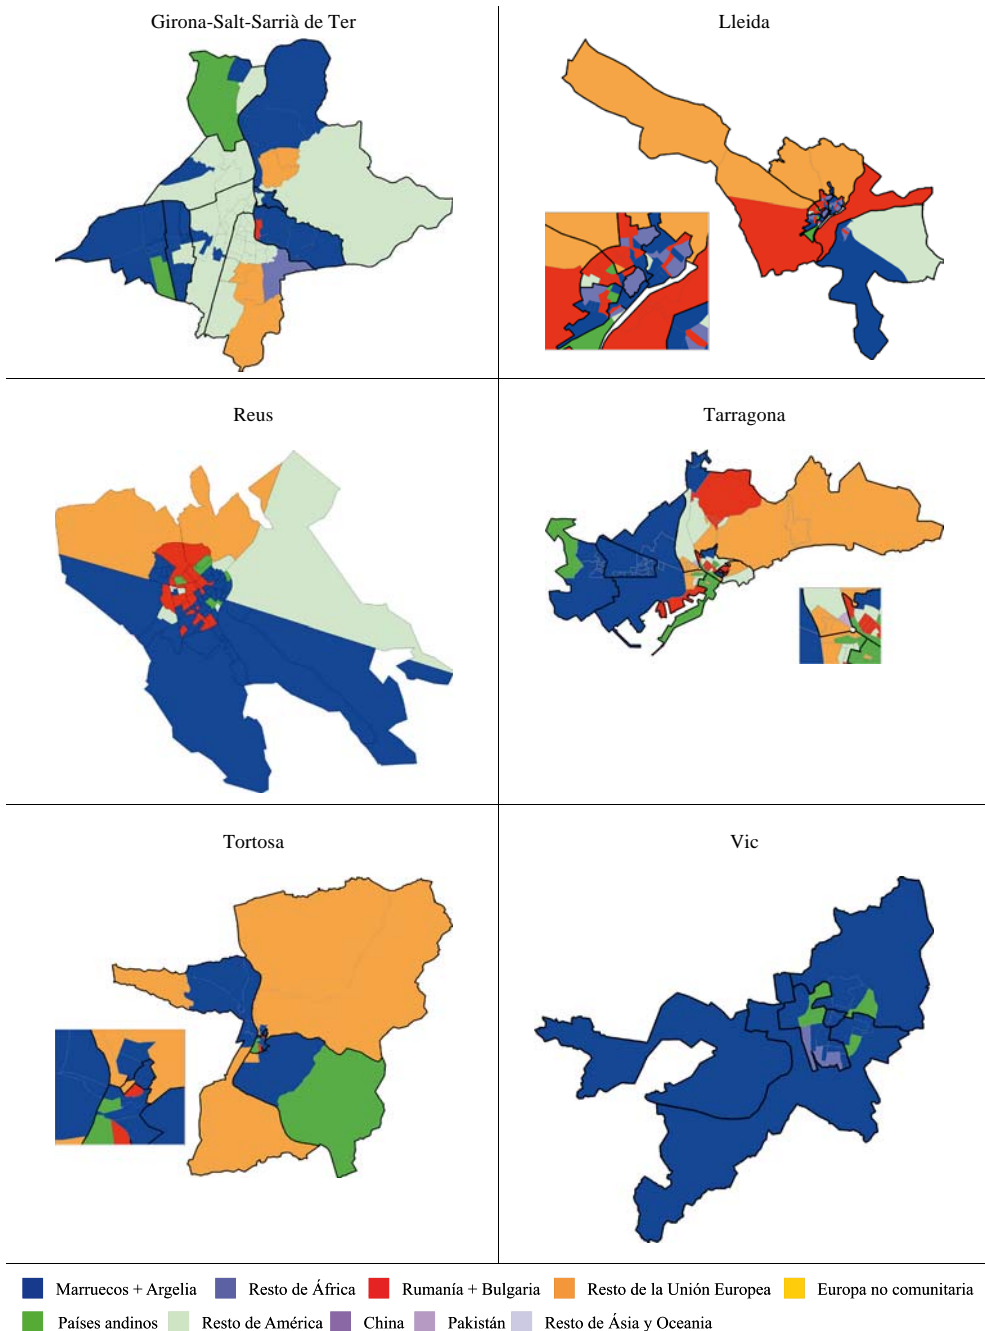 Girona-Salt-Sarrià de Ter
Lleida
Reus
Tarragona
Tortosa
Vic
Marruecos + Argelia
Resto de África
Rumanía + Bulgaria
Resto de la Unión Europea
Europa no comunitaria
Países andinos
Resto de América
China
Pakistán
Resto de Ásia y Oceania